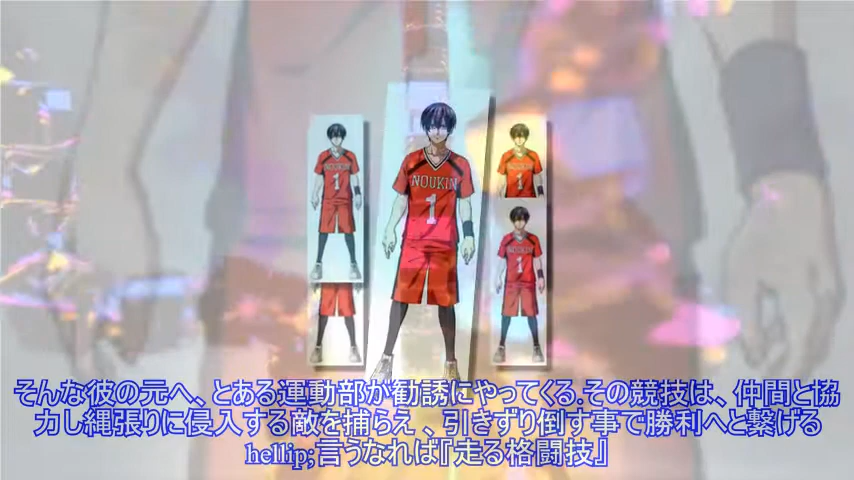 NOUKIN
1
1
NOUKIN
1
そんな彼の元へ、とある運動部が勧誘にやってくる.その競技は、仲間と協
力し縄張りに侵入する敵を捕らえ 、引きずり倒す事で勝利へと繋げる
hellip;言うなれば『走る格闘技』